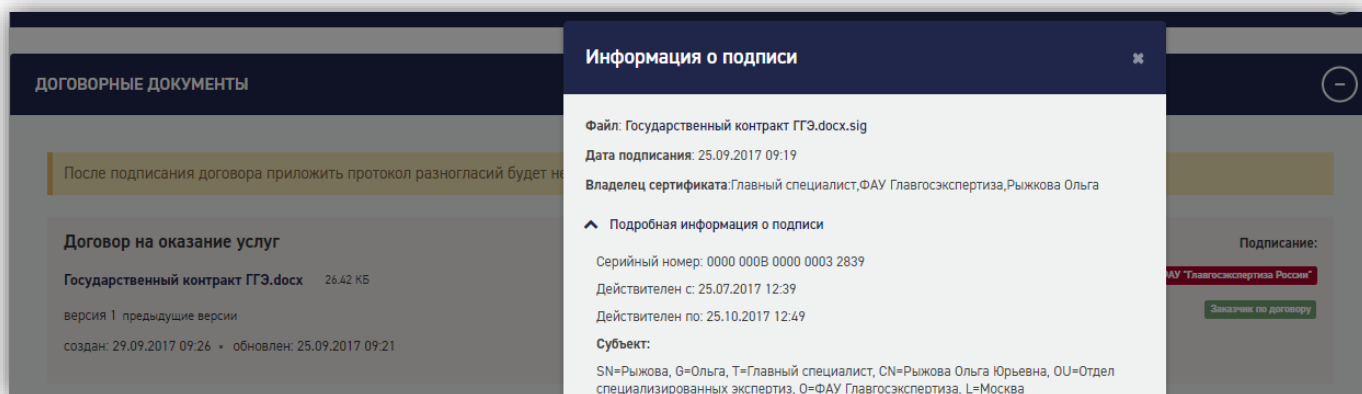 ДОГОВОРНЫЕ ДОКУМЕНТЫ
После подписания договора приложить протокол разногласий будет
Договор на оказание услуг
Государственный контракт ГГЭ.docx 26.42 КБ
версия 1 предыдущие версии
создан: 29.09.2017 09:26 • обновлен: 25.09.2017 09:21
Информация о подписи
Файл: Государственный контракт ГГЭ.docx.sig
Дата подписания: 25.09.2017 09:19
Владелец сертификата:Главный специалист,ФАУ Главгосэкспертиза,Рыжкова Ольга
Подробная информация о подписи
Серийный номер: 0000 000B 0000 0003 2839
Действителен с: 25.07.2017 12:39
Действителен по: 25.10.2017 12:49
Субъект:
SN=Рыжова, G=Ольга, T=Главный специалист, CN=Рыжова Ольга Юрьевна, OU=Отдел
специализированных экспертиз, O=ФАУ Главгосэкспертиза, L=Москва
Подписание:
ФАУ "Главгосэкспертиза России"
Заказчик по договору